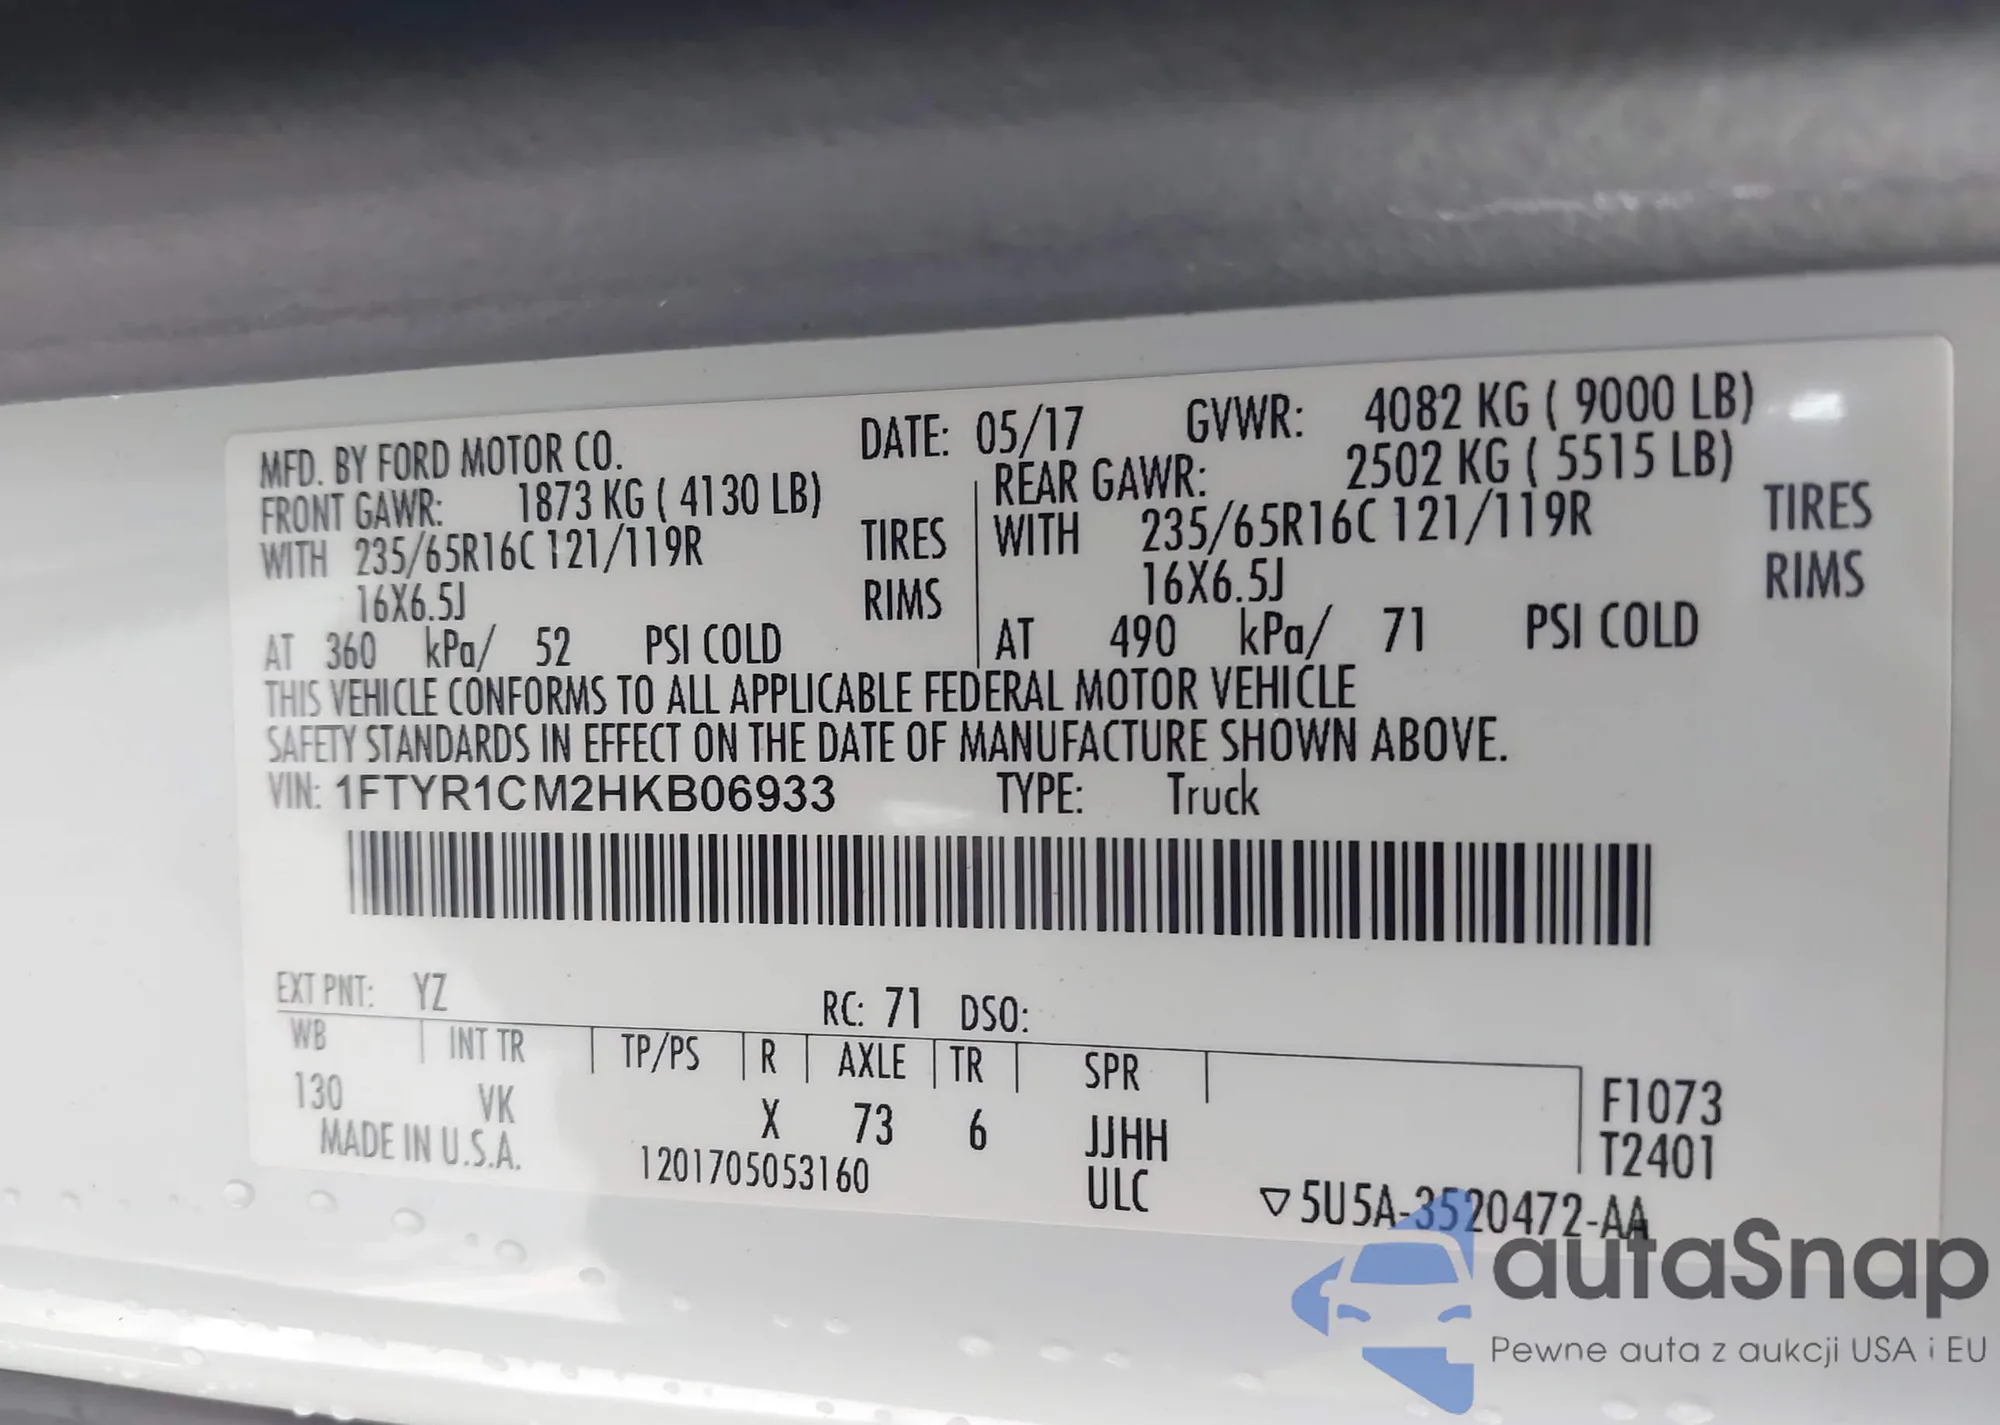 MFD. BY FORD MOTOR CO. DATE: 05/17 GVWR: 4082 KG ( 9000 LB)
FRONT GAWR: 1873 KG ( 4130 LB) REAR GAWR: 2502 KG ( 5515 LB)
WITH 235/65R16C 121/119R TIRES WITH 235/65R16C 121/119R TIRES
16X6.5J RIMS 16X6.5J RIMS
AT 360 kPa/ 52 PSI COLD AT 490 kPa/ 71 PSI COLD
THIS VEHICLE CONFORMS TO ALL APPLICABLE FEDERAL MOTOR VEHICLE
SAFETY STANDARDS IN EFFECT ON THE DATE OF MANUFACTURE SHOWN ABOVE.
VIN: 1FTYR1CM2HKB06933 TYPE: Truck
EXT PNT: YZ RC: 71 DSO:
WB INT TR TP/PS R AXLE TR SPR
130 VK X 73 6 JJHH F1073
MADE IN U.S.A. 1201705053160 ULC T2401
▽5U5A-3520472-AA
autaSnap
Pewne auta z aukcji USA i EU